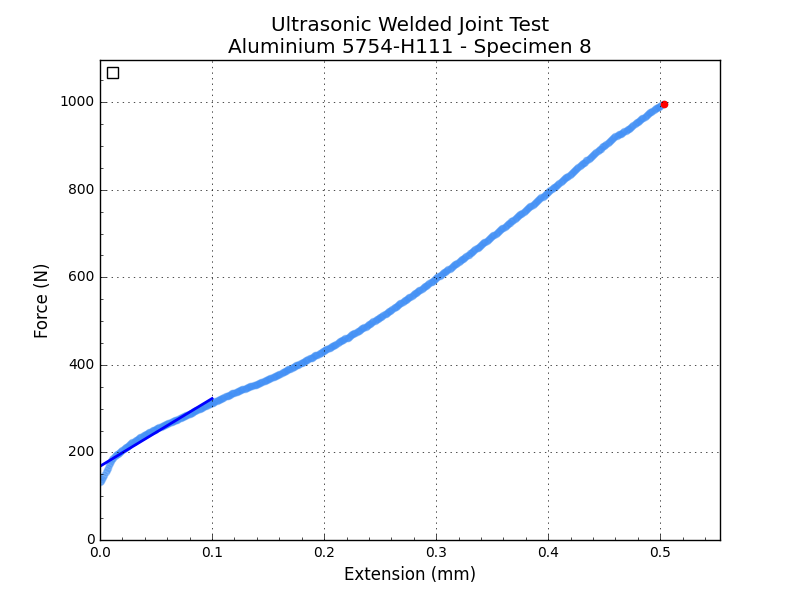 Ultrasonic Welded Joint Test
Aluminium 5754-H111 - Specimen 8
1000
800
600
400
200
0
Force (N)
0.0 0.1 0.2 0.3 0.4 0.5
Extension (mm)